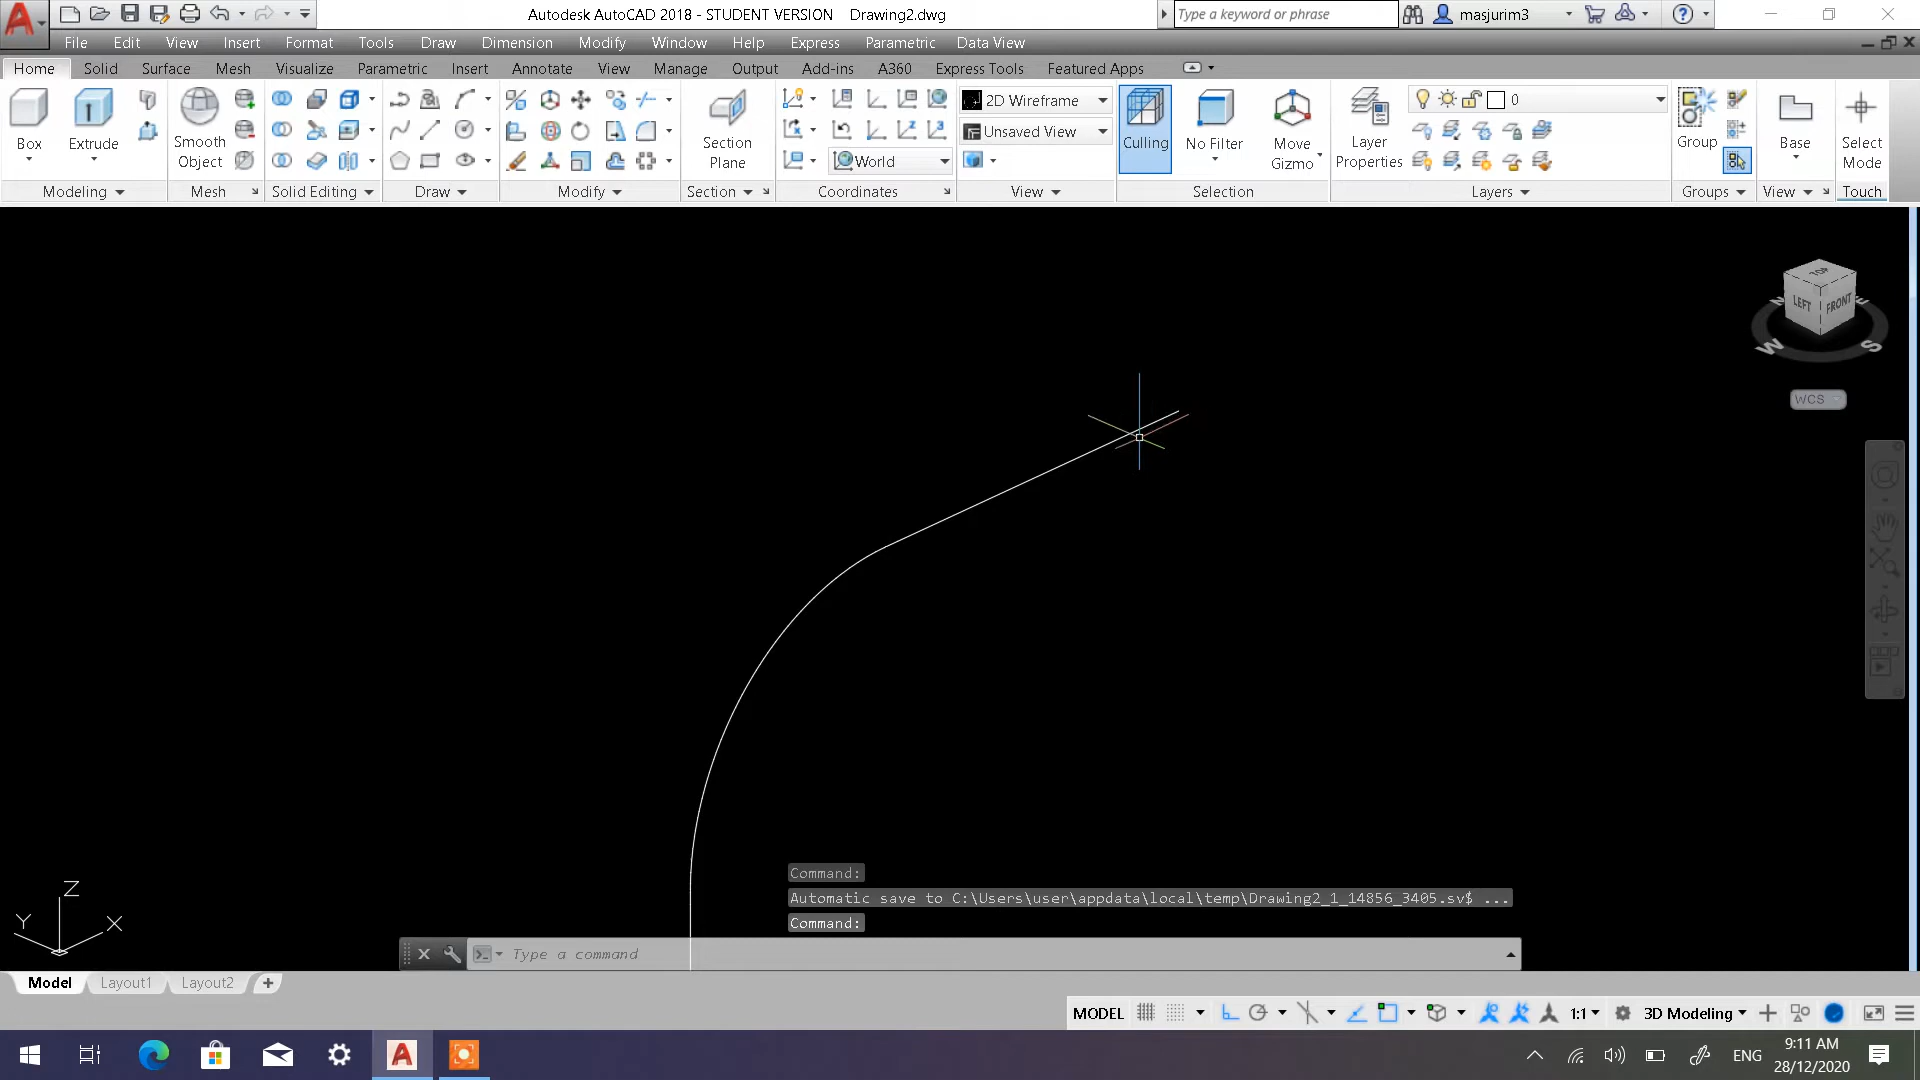 Autodesk AutoCAD 2018 - STUDENT VERSION Drawing2.dwg
Type a keyword or phrase
masjurim3
File Edit View Insert Format Tools Draw Dimension Modify Window Help Express Parametric Data View
Home Solid Surface Mesh Visualize Parametric Insert Annotate View Manage Output Add-ins A360 Express Tools Featured Apps
Box
Extrude
Smooth Object
Section Plane
2D Wireframe
Unsaved View
World
Culling
No Filter
Move Gizmo
Layer Properties
0
Group
Base
Select Mode
Modeling Mesh Solid Editing Draw Modify Section Coordinates View Selection Layers Groups View Touch
TOP
LEFT FRONT
W S
WCS
Z
Y X
Command:
Automatic save to C:\Users\user\appdata\local\temp\Drawing2_1_14856_3405.sv$ ...
Command:
Type a command
Model Layout1 Layout2
MODEL 1:1 3D Modeling
ENG
9:11 AM
28/12/2020